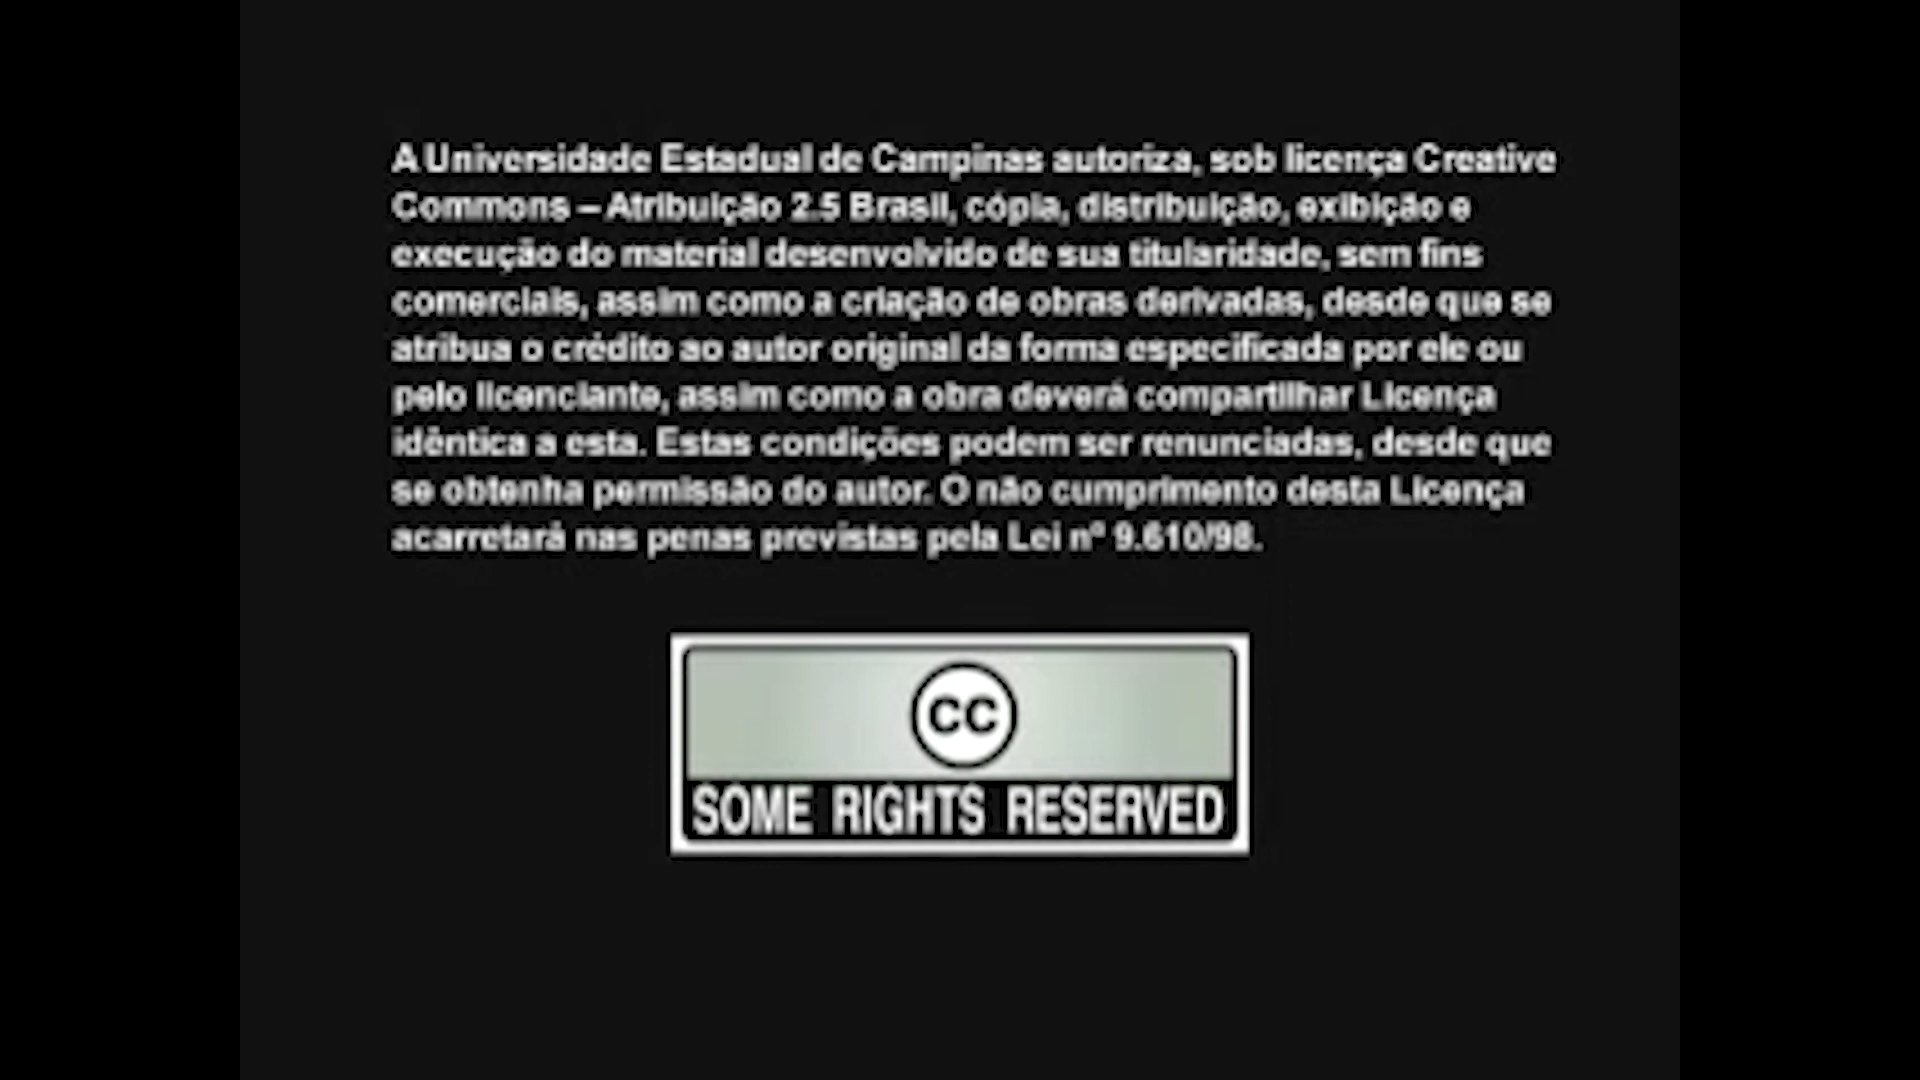 A Universidade Estadual de Campinas autoriza, sob licença Creative
Commons – Atribuição 2.5 Brasil, cópia, distribuição, exibição e
execução do material desenvolvido de sua titularidade, sem fins
comerciais, assim como a criação de obras derivadas, desde que se
atribua o crédito ao autor original da forma especificada por ele ou
pelo licenciante, assim como a obra deverá compartilhar Licença
idêntica a esta. Estas condições podem ser renunciadas, desde que
se obtenha permissão do autor. O não cumprimento desta Licença
acarretará nas penas previstas pela Lei nº 9.610/98.
CC
SOME RIGHTS RESERVED